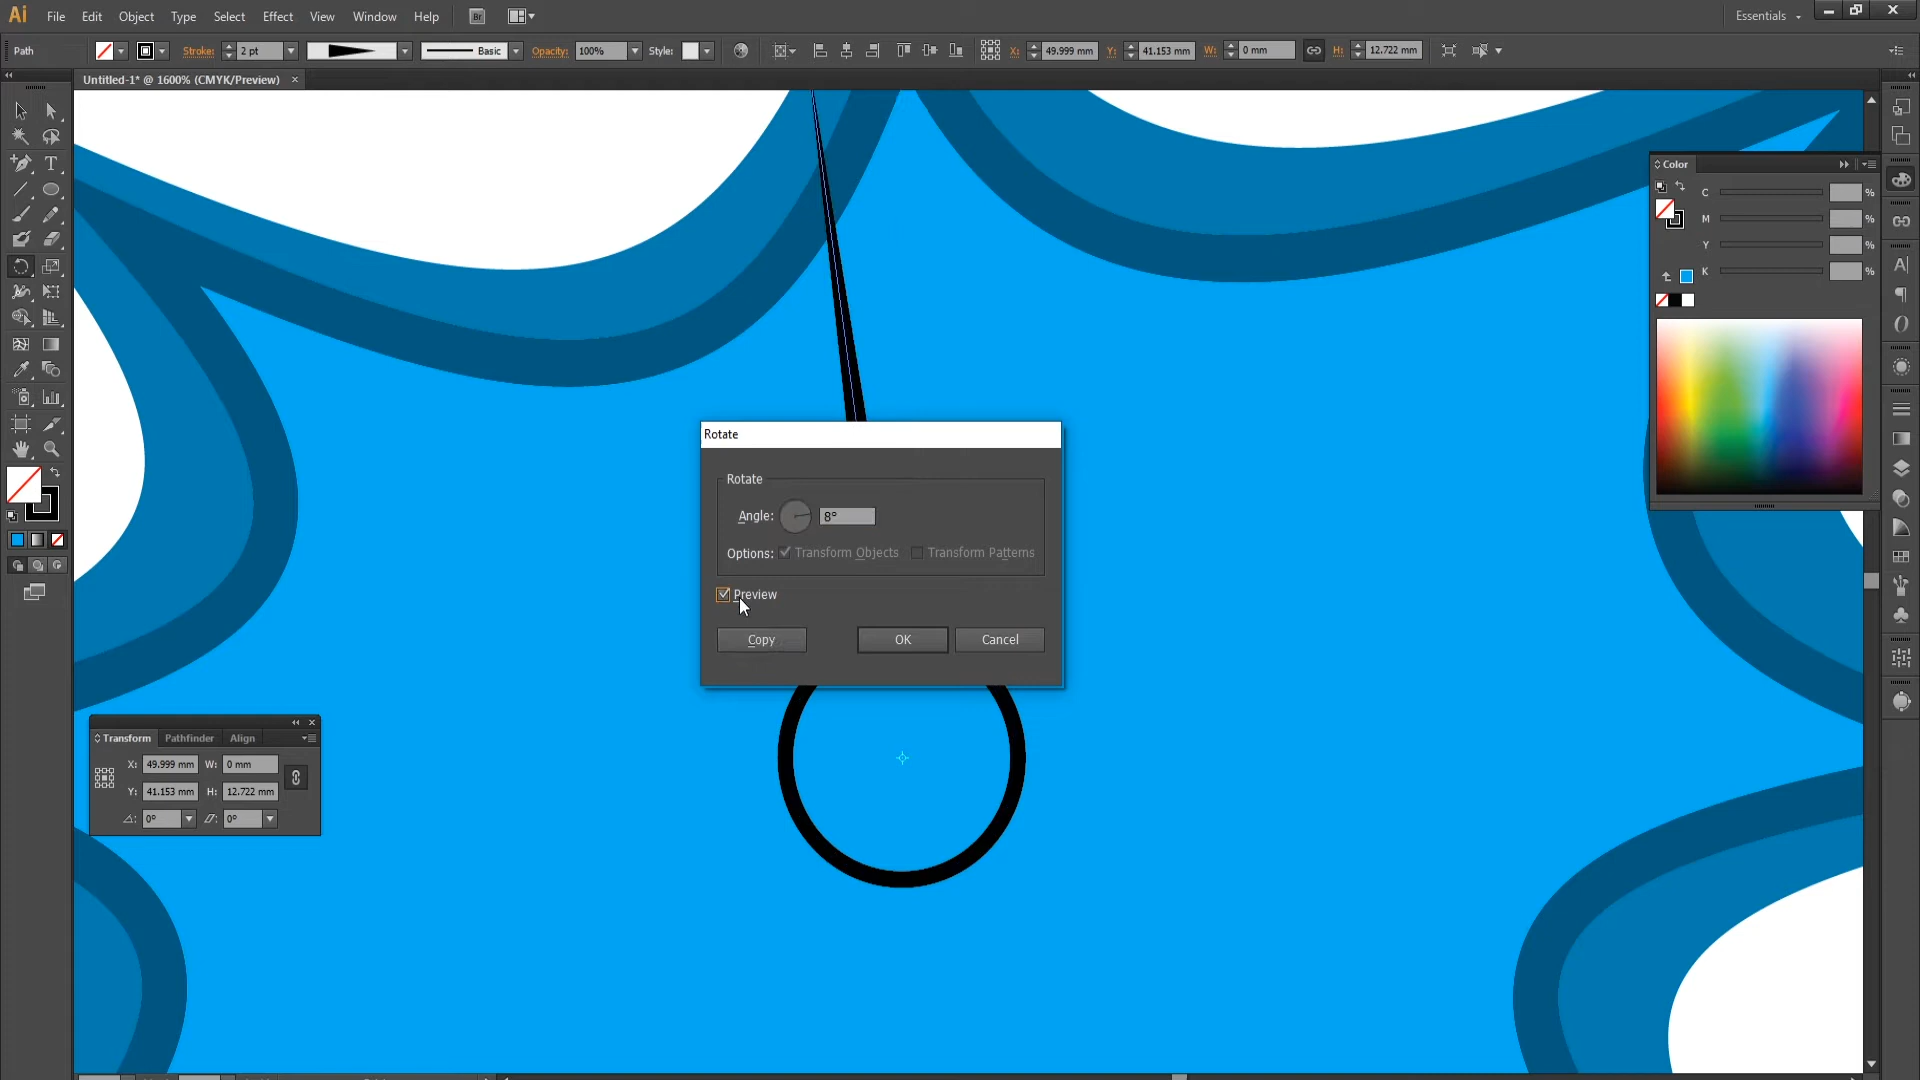 Ai File Edit Object Type Select Effect View Window Help Br Essentials
Path Stroke: 2 pt Basic Opacity: 100% Style: X: 49.999 mm Y: 41.153 mm W: 0 mm H: 12.722 mm
Untitled-1* @ 1600% (CMYK/Preview) ×
Color
C %
M %
Y %
K %
Rotate
Rotate
Angle: 8°
Options: Transform Objects Transform Patterns
Preview
Copy OK Cancel
Transform Pathfinder Align
X: 49.999 mm W: 0 mm
Y: 41.153 mm H: 12.722 mm
0° 0°